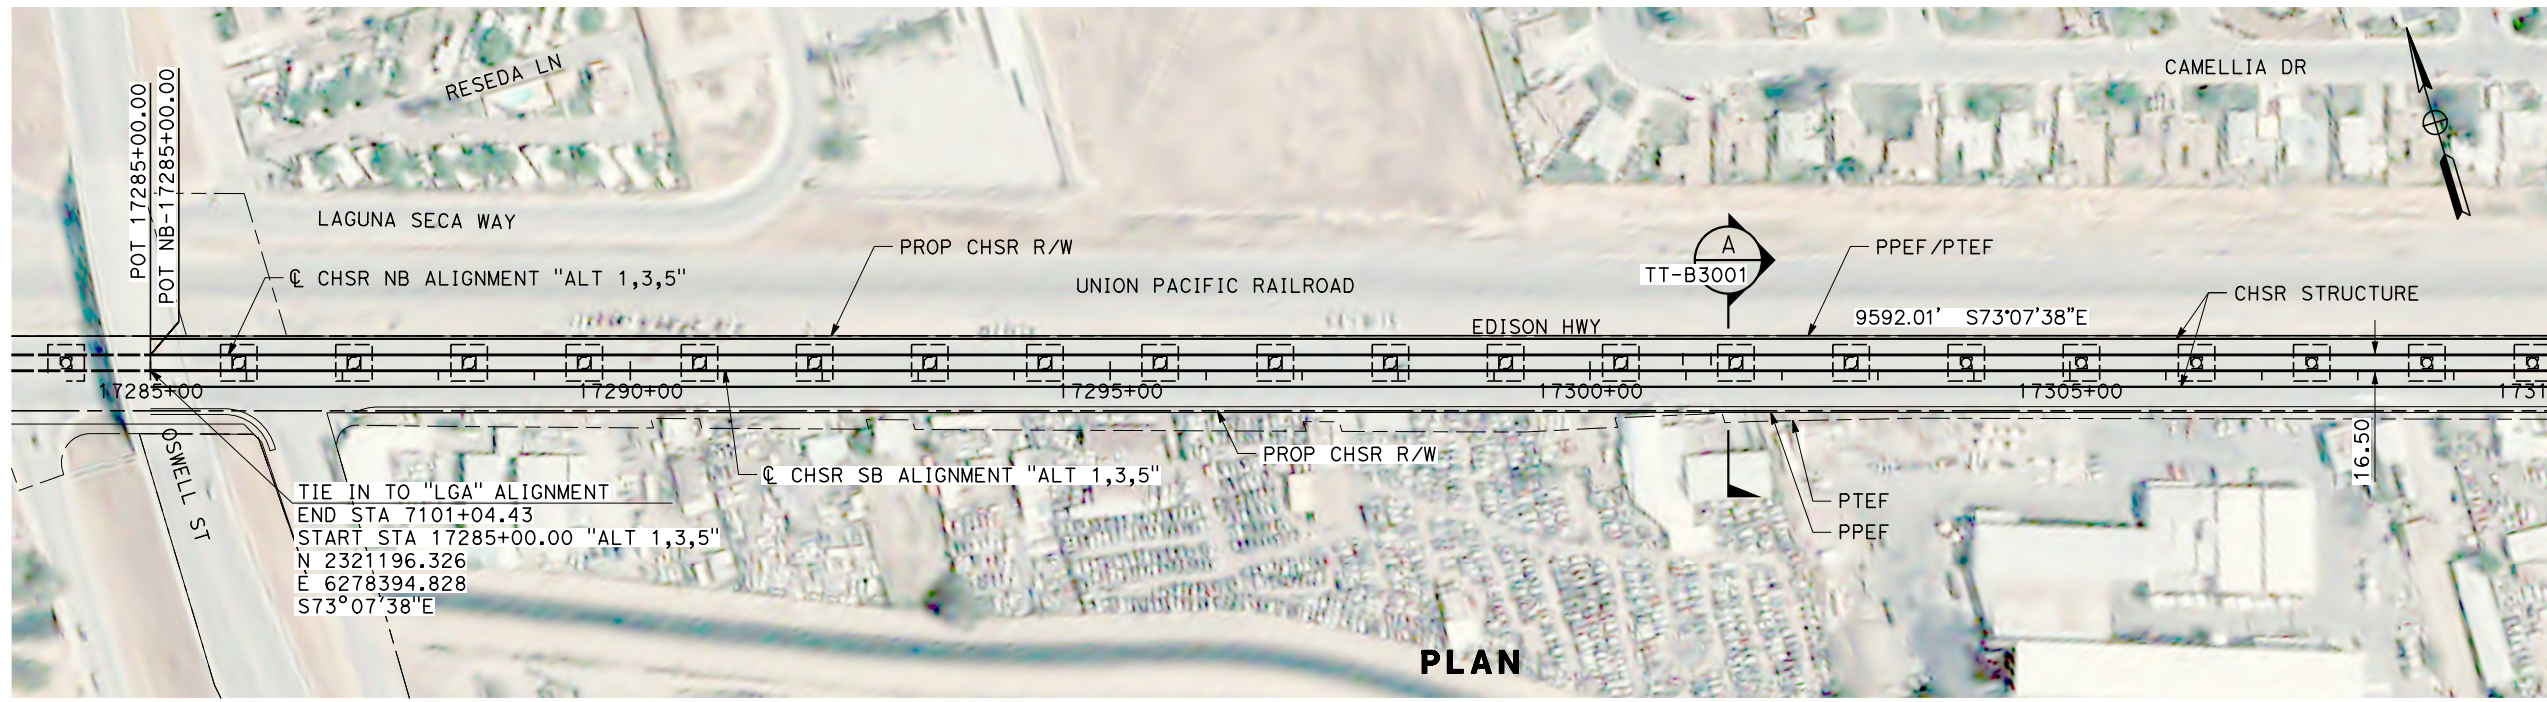 RESEDA LN
CAMELLIA DR
POT 17285+00.00
POT NB-17285+00.00
LAGUNA SECA WAY
PROP CHSR R/W
A
TT-B3001
PPEF/PTEF
℄ CHSR NB ALIGNMENT "ALT 1,3,5"
UNION PACIFIC RAILROAD
CHSR STRUCTURE
EDISON HWY
9592.01' S73°07'38"E
17285+00
17290+00
17295+00
17300+00
17305+00
OSWELL ST
16.50
PROP CHSR R/W
℄ CHSR SB ALIGNMENT "ALT 1,3,5"
TIE IN TO "LGA" ALIGNMENT
END STA 7101+04.43
START STA 17285+00.00 "ALT 1,3,5"
N 2321196.326
E 6278394.828
S73°07'38"E
PTEF
PPEF
PLAN